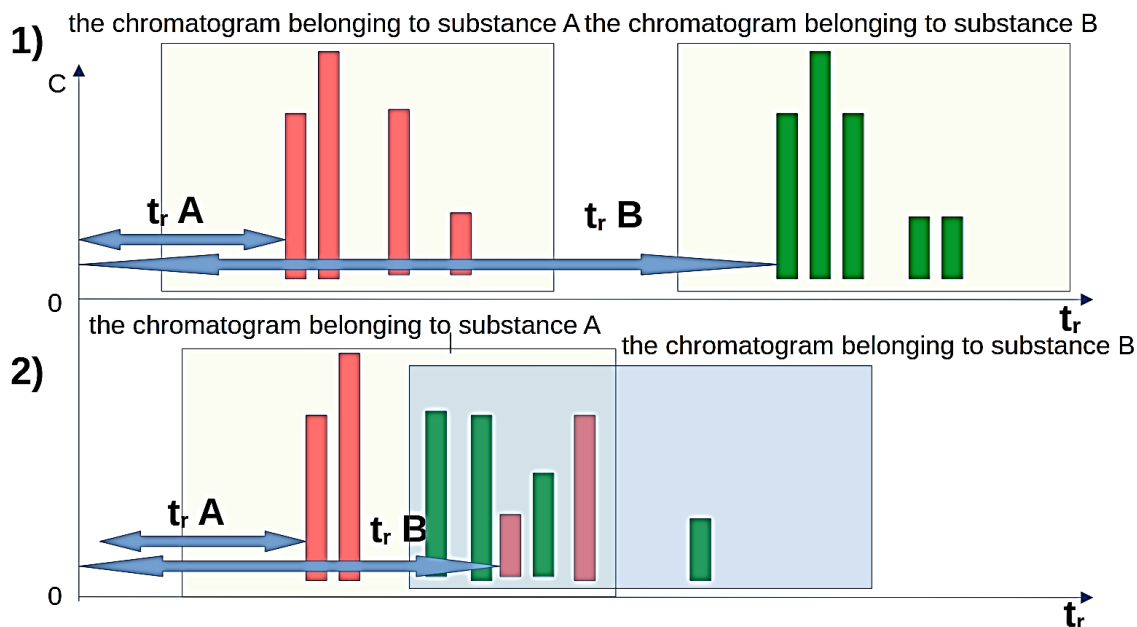 the chromatogram belonging to substance A the chromatogram belonging to substance B
1)
C
tᵣ A
tᵣ B
0
tᵣ
the chromatogram belonging to substance A
the chromatogram belonging to substance B
2)
tᵣ A
tᵣ B
0
tᵣ